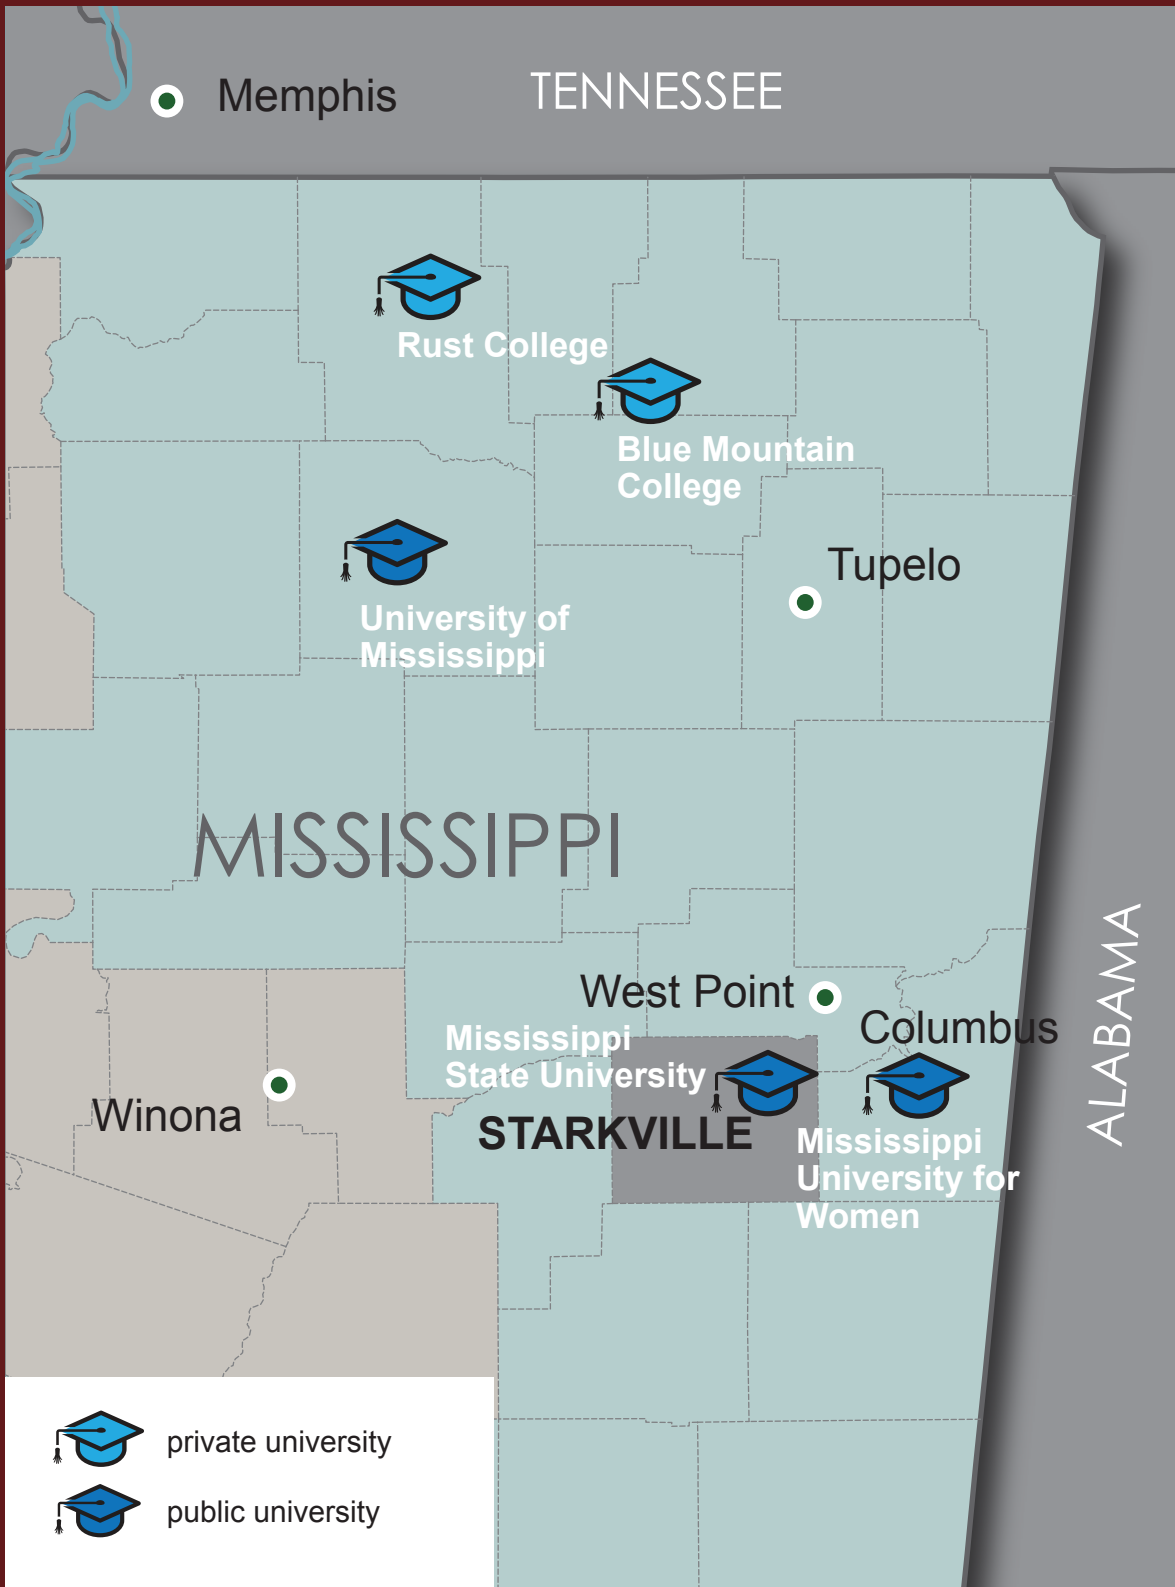 Memphis
TENNESSEE
Rust College
Blue Mountain
College
Tupelo
University of
Mississippi
MISSISSIPPI
West Point
Columbus
ALABAMA
Mississippi
State University
Winona
STARKVILLE
Mississippi
University for
Women
private university
public university